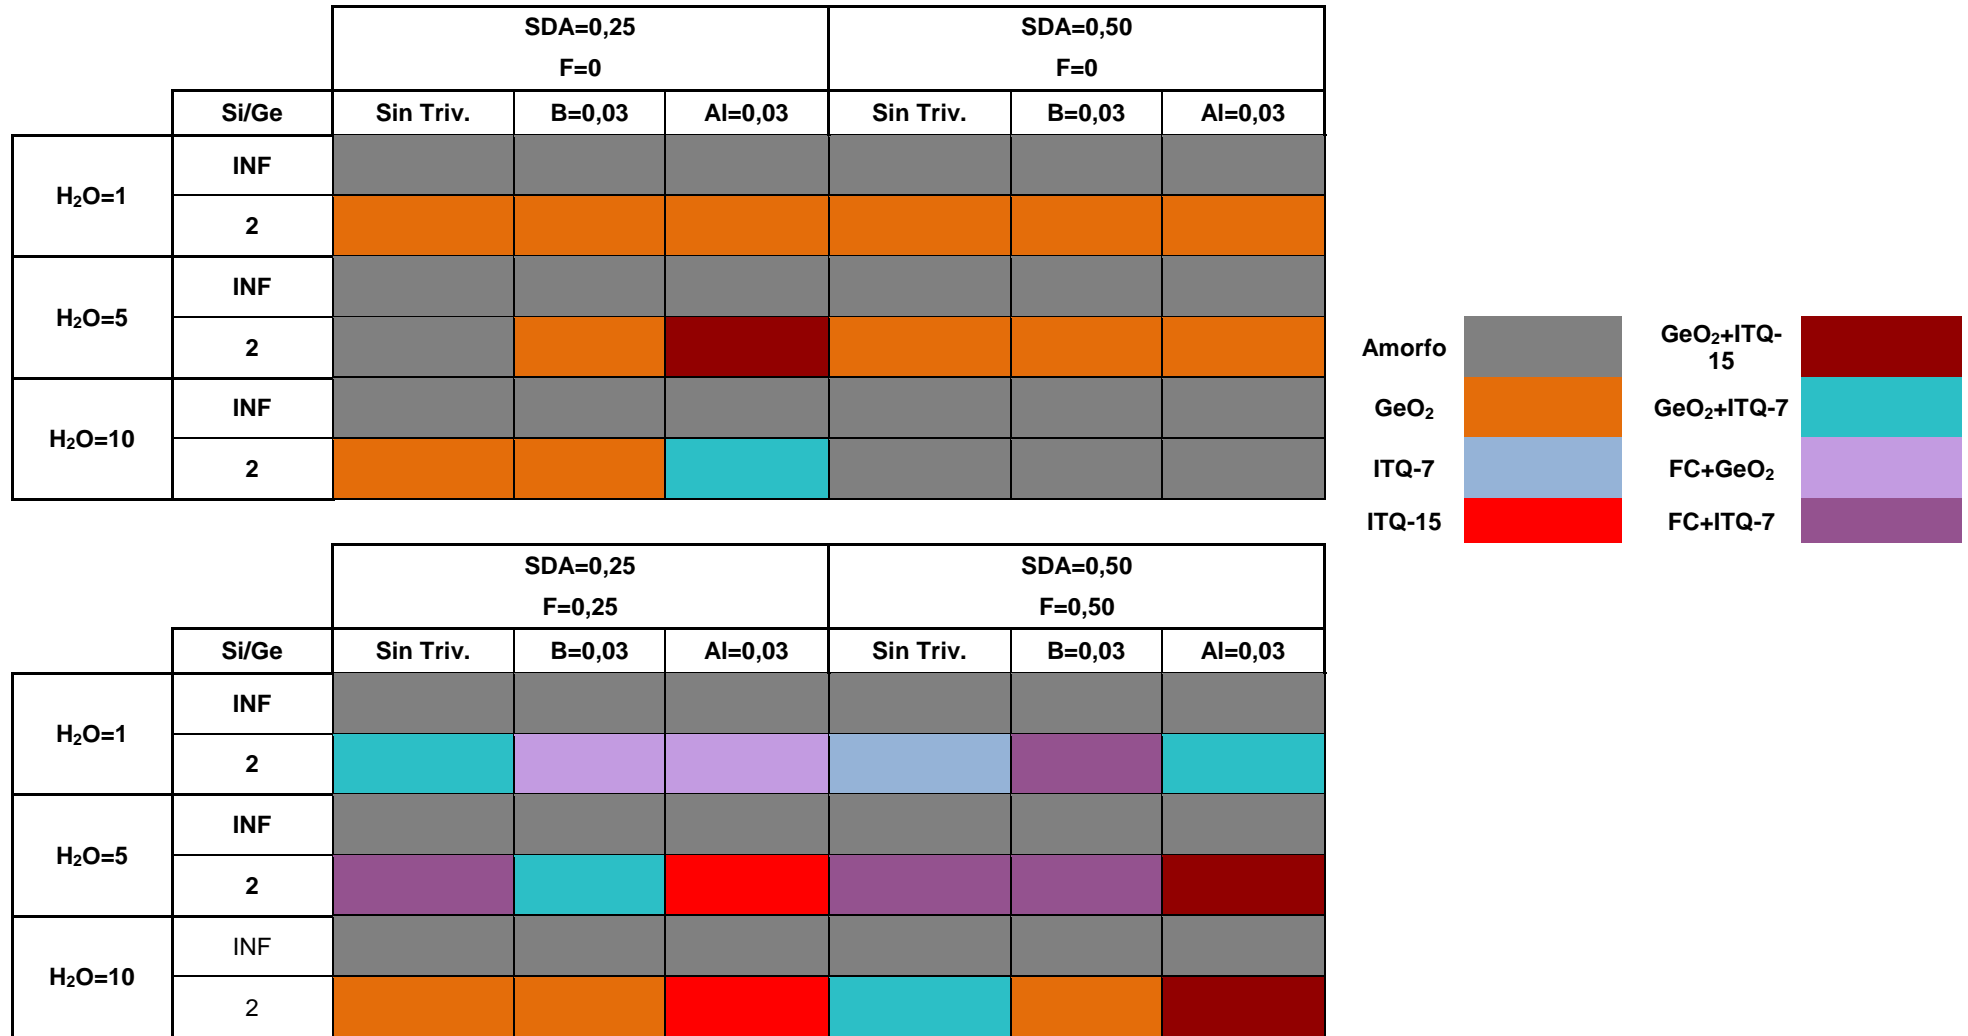 SDA=0,25 SDA=0,50
F=0 F=0
Si/Ge Sin Triv. B=0,03 Al=0,03 Sin Triv. B=0,03 Al=0,03
H₂O=1 INF
2
H₂O=5 INF
2
H₂O=10 INF
2
Amorfo GeO₂+ITQ-
15
GeO₂ GeO₂+ITQ-7
ITQ-7 FC+GeO₂
ITQ-15 FC+ITQ-7
SDA=0,25 SDA=0,50
F=0,25 F=0,50
Si/Ge Sin Triv. B=0,03 Al=0,03 Sin Triv. B=0,03 Al=0,03
H₂O=1 INF
2
H₂O=5 INF
2
H₂O=10 INF
2